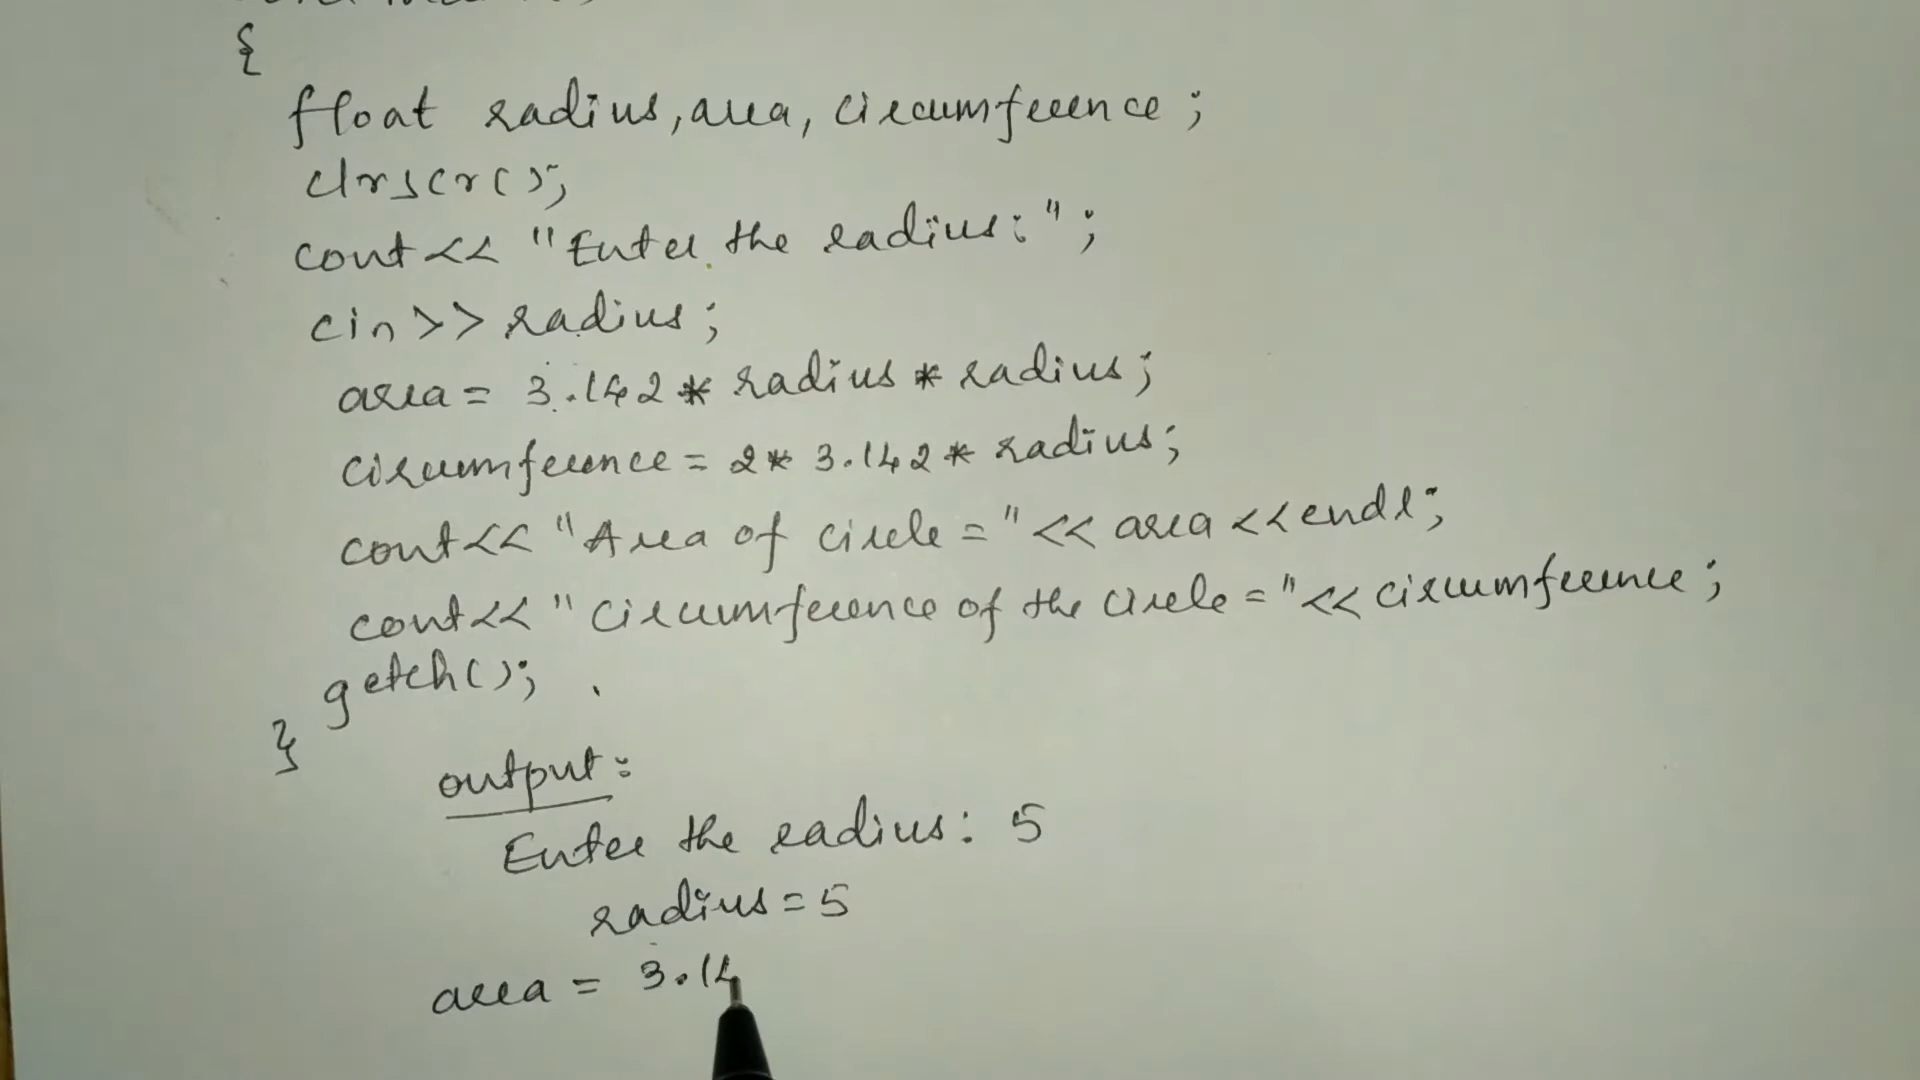 {
float radius, area, circumference;
clrscr();
cout<< "Enter the radius:";
cin>> radius;
area = 3.142 * radius * radius;
circumference = 2 * 3.142 * radius;
cout<< "Area of circle =" << area <<endl;
cout<< "circumference of the circle =" << circumference;
getch();
}
output:
Enter the radius: 5
radius = 5
area = 3.14